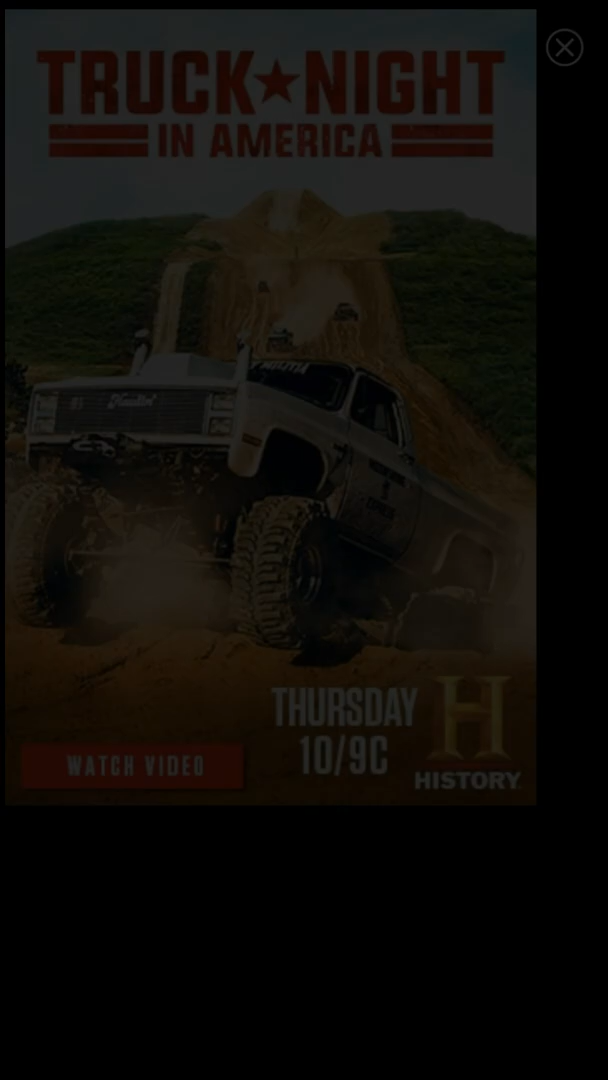 TRUCK★NIGHT
IN AMERICA
THURSDAY
10/9C
WATCH VIDEO
H
HISTORY